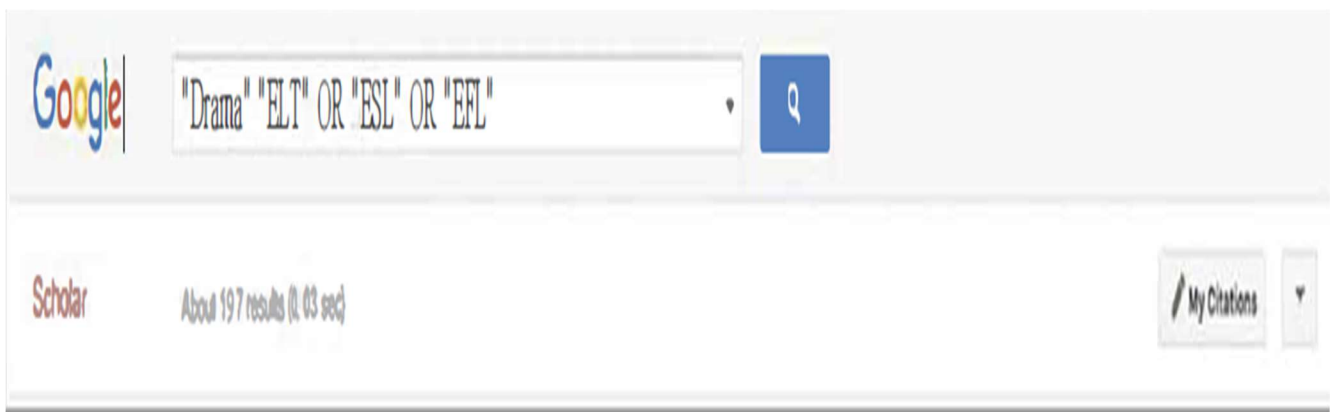 Google "Drama" "ELT" OR "ESL" OR "EFL"
Scholar About 197 results (0.03 sec) My Citations